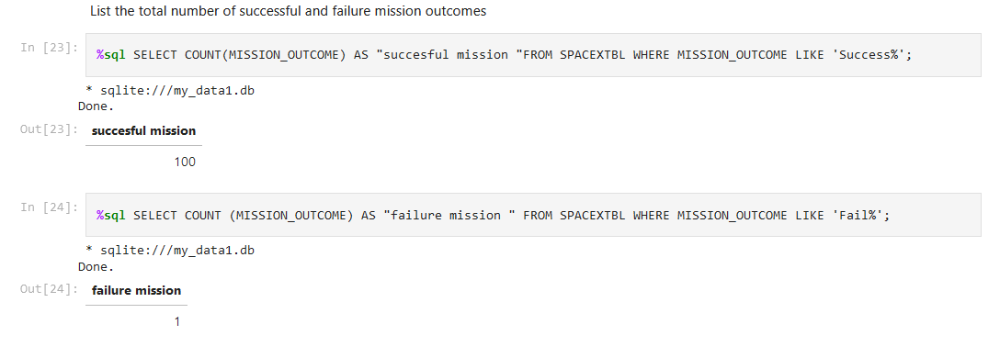 List the total number of successful and failure mission outcomes
In [23]: %sql SELECT COUNT(MISSION_OUTCOME) AS "succesful mission "FROM SPACEXTBL WHERE MISSION_OUTCOME LIKE 'Success%';
* sqlite:///my_data1.db
Done.
Out[23]: succesful mission
100
In [24]: %sql SELECT COUNT (MISSION_OUTCOME) AS "failure mission " FROM SPACEXTBL WHERE MISSION_OUTCOME LIKE 'Fail%';
* sqlite:///my_data1.db
Done.
Out[24]: failure mission
1